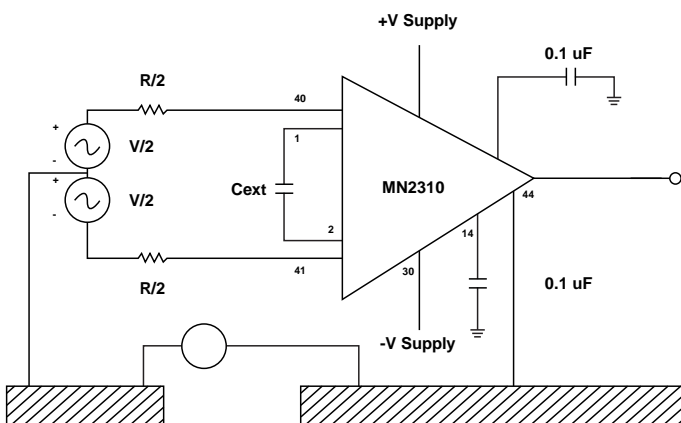 +V Supply
0.1 uF
R/2
40
+
1
V/2
-
+
Cext
MN2310
V/2
44
-
2
14
41
30
R/2
0.1 uF
-V Supply